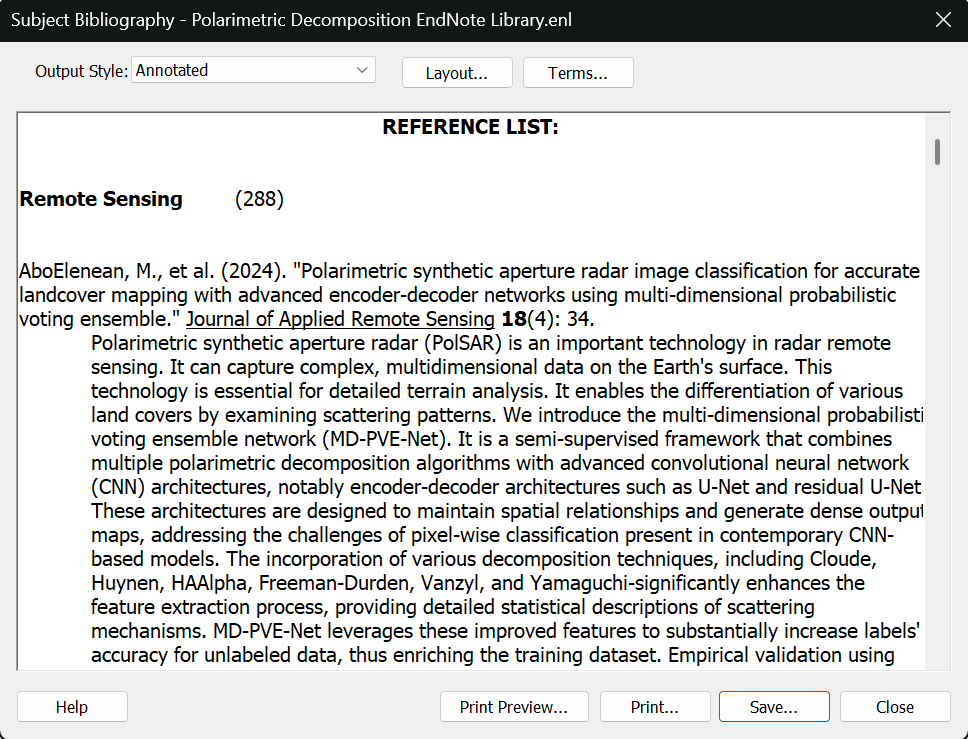 Subject Bibliography - Polarimetric Decomposition EndNote Library.enl
Output Style: Annotated Layout... Terms...
REFERENCE LIST:
Remote Sensing (288)
AboElenean, M., et al. (2024). "Polarimetric synthetic aperture radar image classification for accurate
landcover mapping with advanced encoder-decoder networks using multi-dimensional probabilistic
voting ensemble." Journal of Applied Remote Sensing 18(4): 34.
Polarimetric synthetic aperture radar (PolSAR) is an important technology in radar remote
sensing. It can capture complex, multidimensional data on the Earth's surface. This
technology is essential for detailed terrain analysis. It enables the differentiation of various
land covers by examining scattering patterns. We introduce the multi-dimensional probabilisti
voting ensemble network (MD-PVE-Net). It is a semi-supervised framework that combines
multiple polarimetric decomposition algorithms with advanced convolutional neural network
(CNN) architectures, notably encoder-decoder architectures such as U-Net and residual U-Net
These architectures are designed to maintain spatial relationships and generate dense output
maps, addressing the challenges of pixel-wise classification present in contemporary CNN-
based models. The incorporation of various decomposition techniques, including Cloude,
Huynen, HAAlpha, Freeman-Durden, Vanzyl, and Yamaguchi-significantly enhances the
feature extraction process, providing detailed statistical descriptions of scattering
mechanisms. MD-PVE-Net leverages these improved features to substantially increase labels'
accuracy for unlabeled data, thus enriching the training dataset. Empirical validation using
Help Print Preview... Print... Save... Close